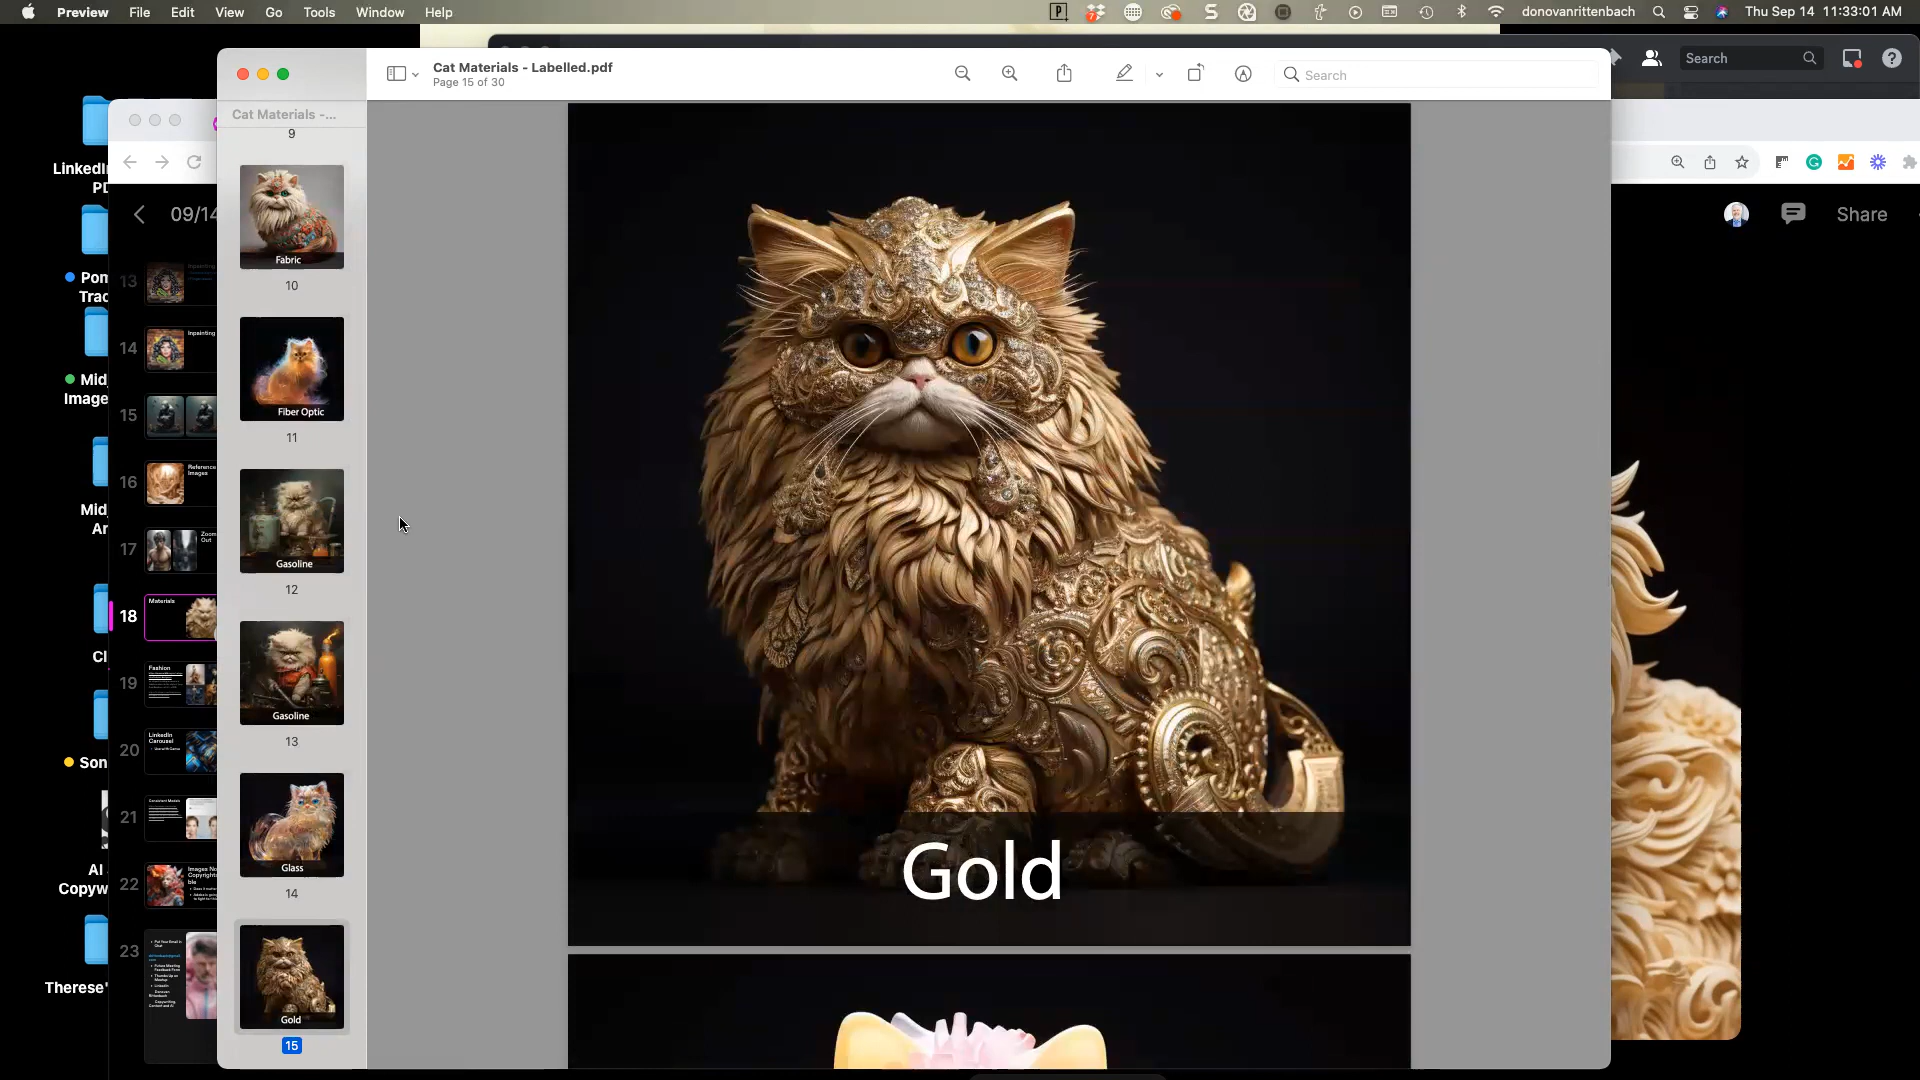 Preview File Edit View Go Tools Window Help
donovanrittenbach Thu Sep 14 11:33:01 AM
Cat Materials - Labelled.pdf
Page 15 of 30
Search
Search
Cat Materials -...
9
Fabric
10
Fiber Optic
11
Gasoline
12
Gasoline
13
Glass
14
Gold
15
Gold
Share
09/14
13
14 Inpainting
15
16 Reference Images
17 Zoom Out
18 Materials
19 Fashion
20 LinkedIn Carousel
21
22
23
LinkedIn
Pom
Trac
Mid
Image
Mid
Ar
Cl
Son
AI
Copyw
Therese'